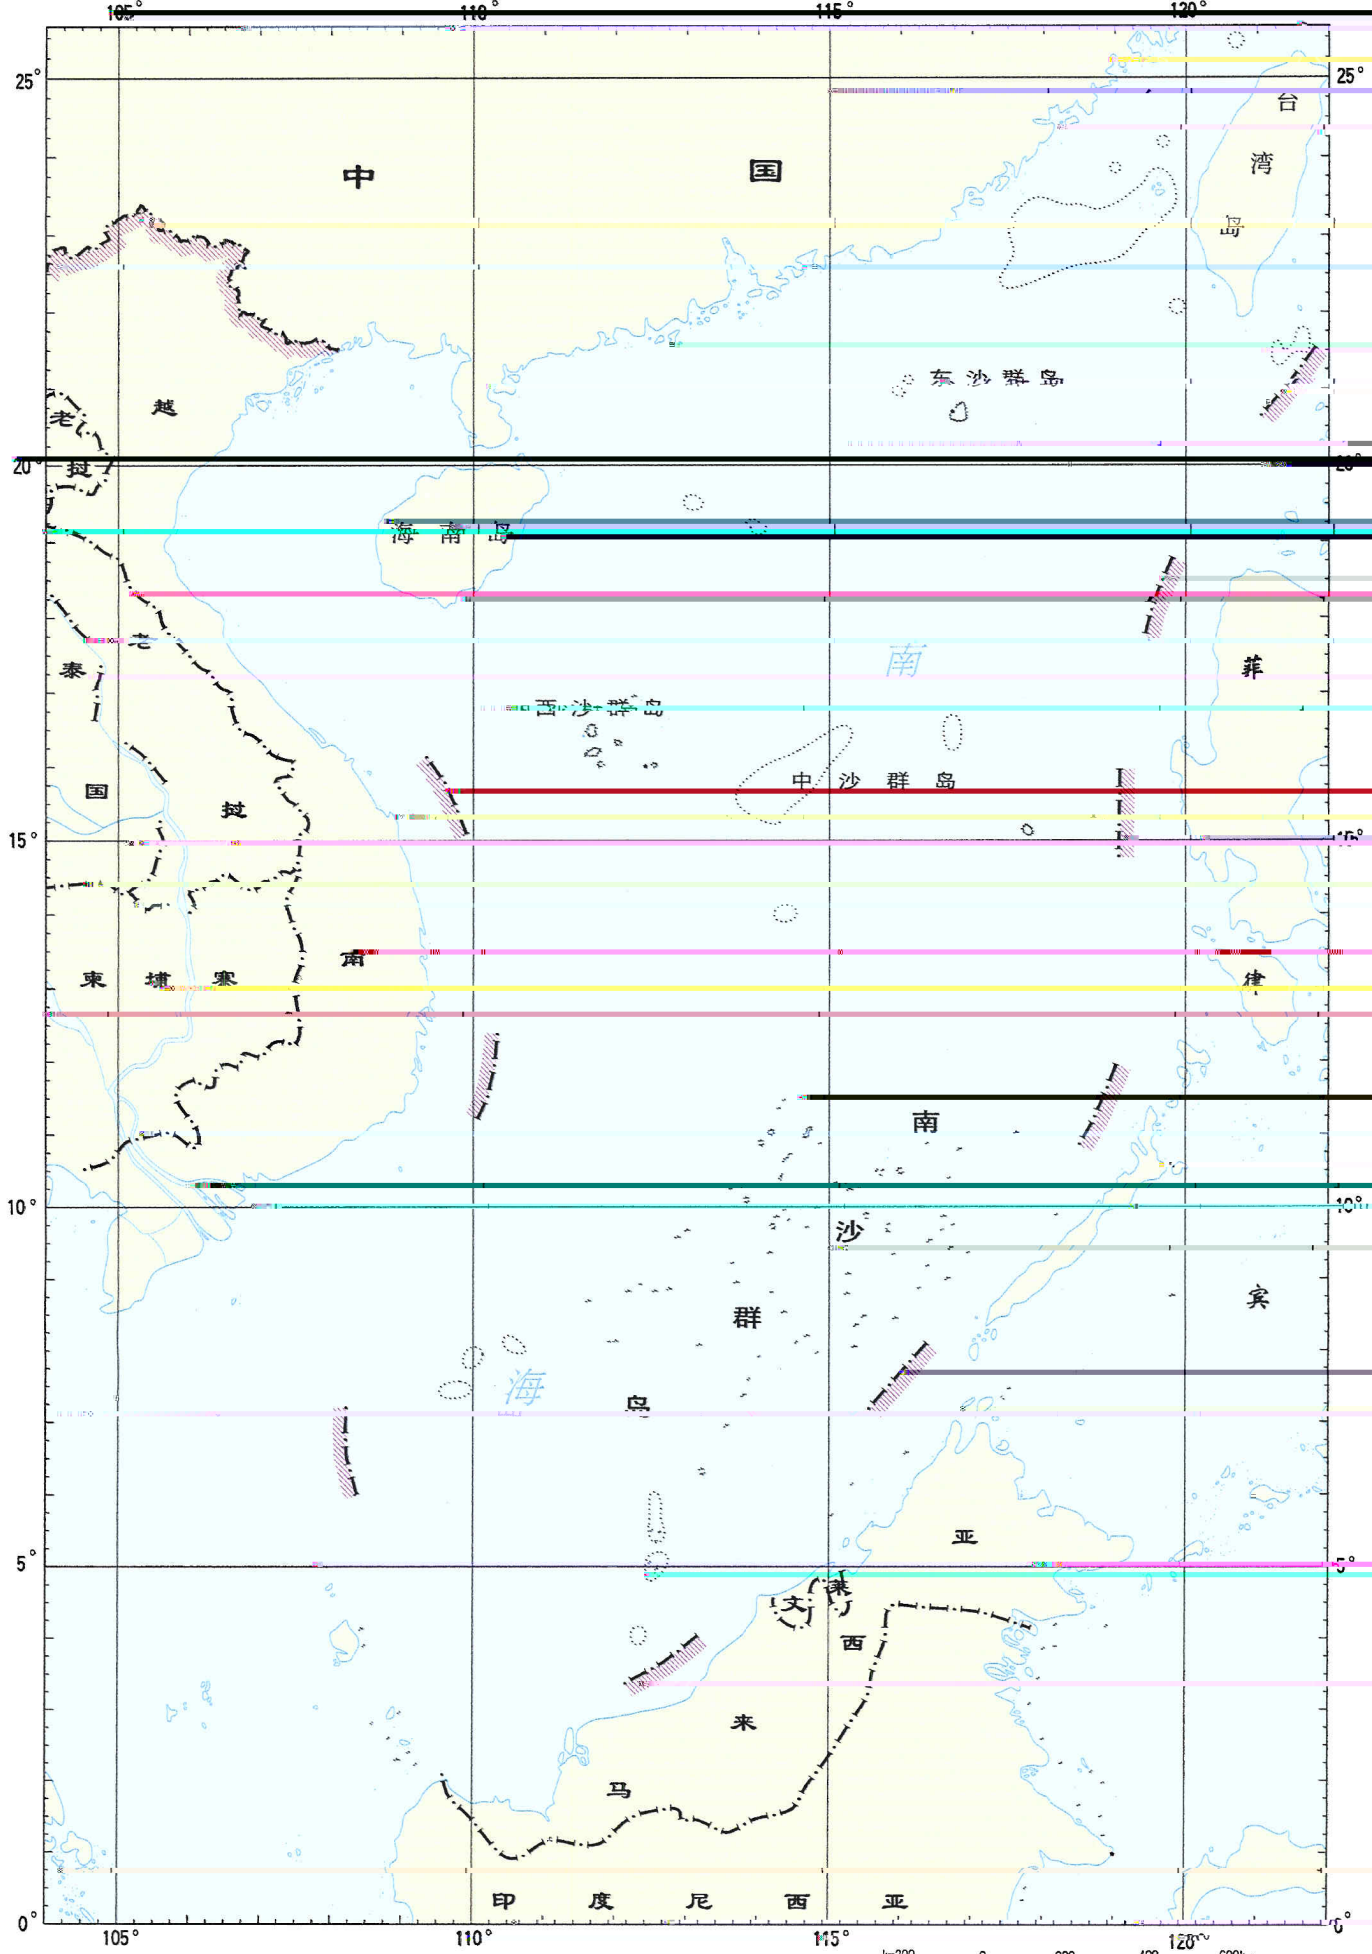 105° 110° 115° 120°
25° 25°
台
湾
岛
中 国
东沙群岛
越
老
挝
20° 20°
海南岛
老
泰
南
菲
西沙群岛
国
中沙群岛
挝
15° 15°
南
柬埔寨
律
南
10° 10°
沙
宾
群
海
岛
亚
5° 5°
文 莱
西
来
马
印度尼西亚
0° 0°
105° 110° 115° 120°